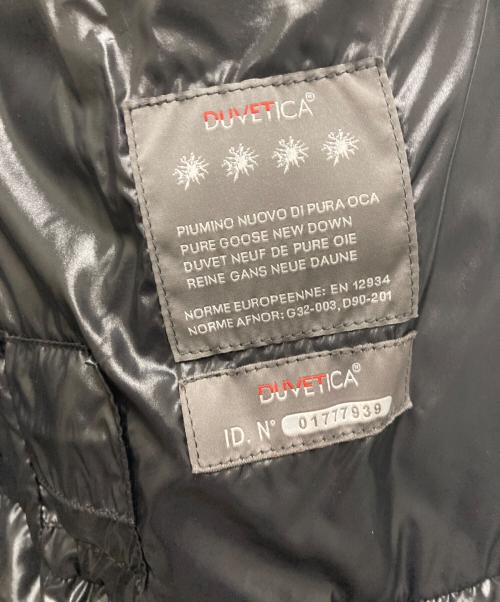 DUVETICA®
PIUMINO NUOVO DI PURA OCA
PURE GOOSE NEW DOWN
DUVET NEUF DE PURE OIE
REINE GANS NEUE DAUNE
NORME EUROPEENNE: EN 12934
NORME AFNOR: G32-003, D90-201
DUVETICA®
ID. N° 01777939